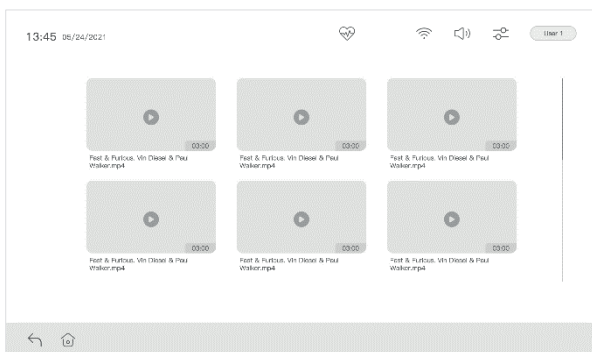 13:45 05/24/2021
User 1
03:00
03:00
03:00
Fast & Furious. Vin Diesel & Paul
Walker.mp4
Fast & Furious. Vin Diesel & Paul
Walker.mp4
Fast & Furious. Vin Diesel & Paul
Walker.mp4
03:00
03:00
03:00
Fast & Furious. Vin Diesel & Paul
Walker.mp4
Fast & Furious. Vin Diesel & Paul
Walker.mp4
Fast & Furious. Vin Diesel & Paul
Walker.mp4